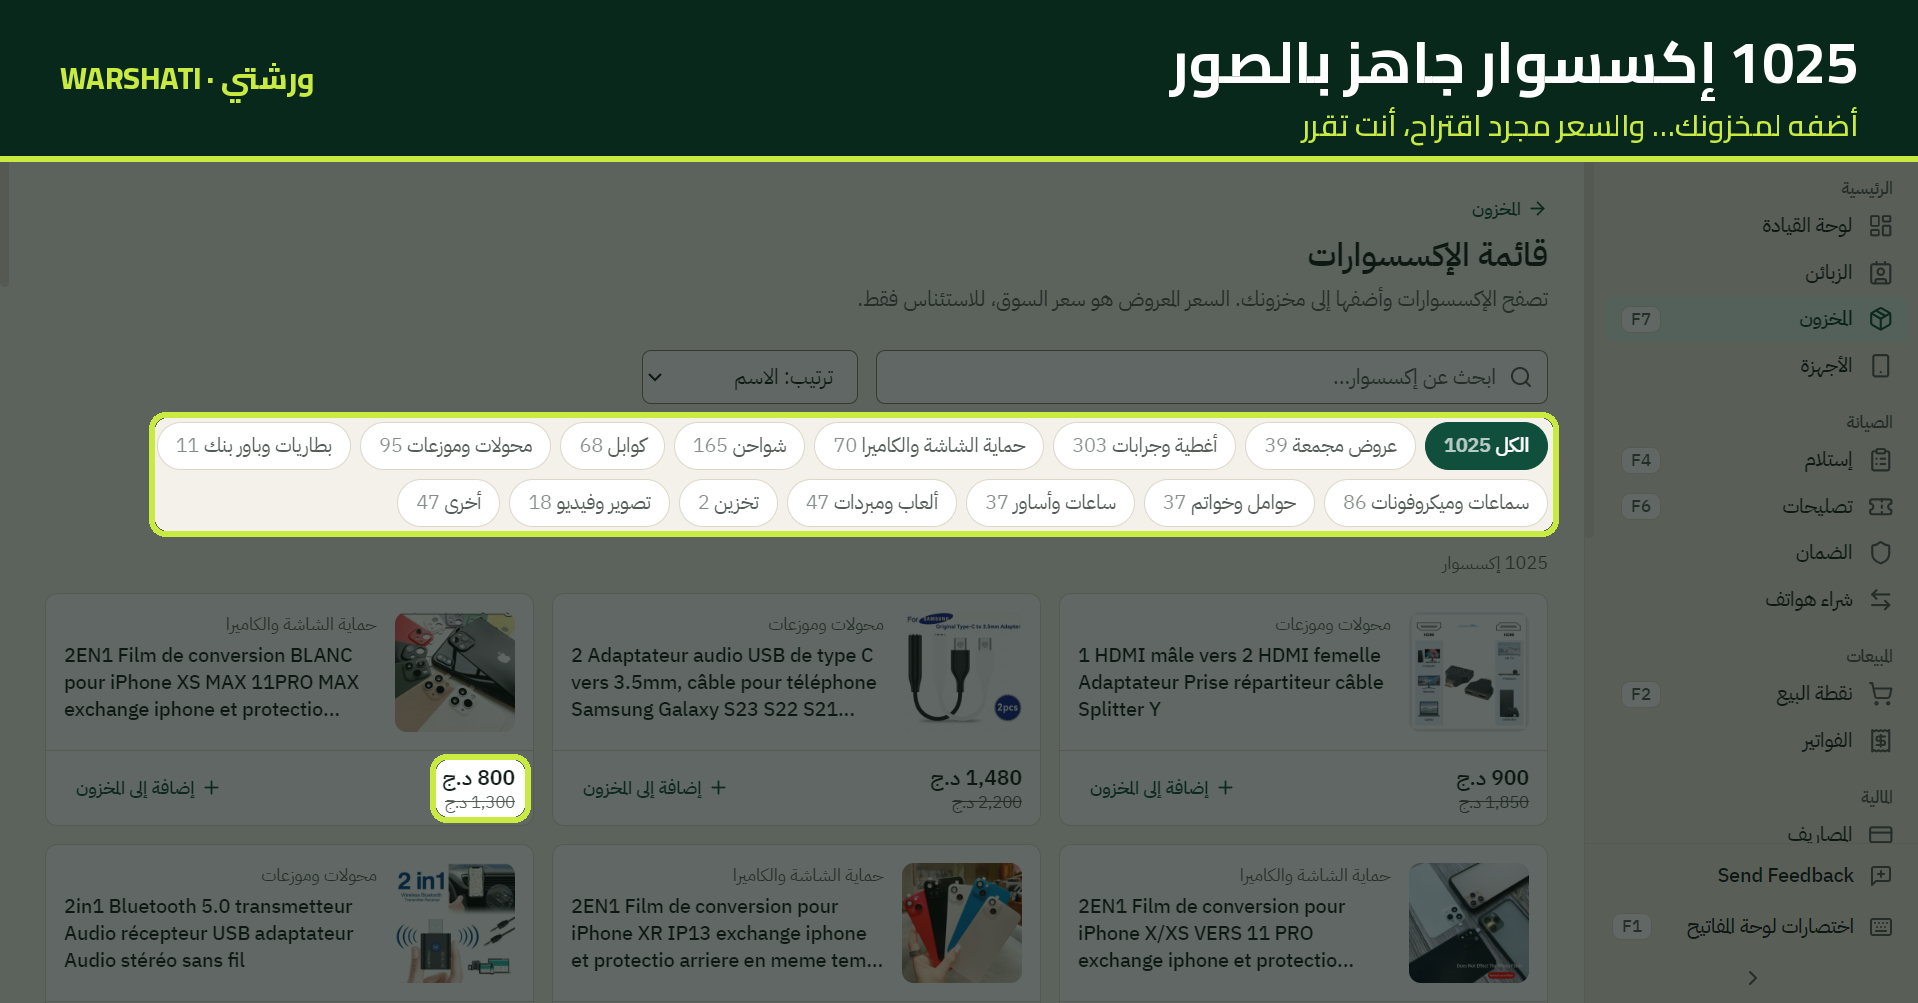 1025 إكسسوار جاهز بالصور
أضفه لمخزونك... والسعر مجرد اقتراح، أنت تقرر
ورشتي · WARSHATI
الرئيسية
لوحة القيادة
الزبائن
المخزون F7
الأجهزة
الصيانة
إستلام F4
تصليحات F6
الضمان
شراء هواتف
المبيعات
نقطة البيع F2
الفواتير
المالية
المصاريف
Send Feedback
اختصارات لوحة المفاتيح F1
المخزون
قائمة الإكسسوارات
تصفح الإكسسوارات وأضفها إلى مخزونك. السعر المعروض هو سعر السوق، للاستئناس فقط.
ابحث عن إكسسوار...
ترتيب: الاسم
الكل 1025
عروض مجمعة 39
أغطية وجرابات 303
حماية الشاشة والكاميرا 70
شواحن 165
كوابل 68
محولات وموزعات 95
بطاريات وباور بنك 11
سماعات وميكروفونات 86
حوامل وخواتم 37
ساعات وأساور 37
ألعاب ومبردات 47
تخزين 2
تصوير وفيديو 18
أخرى 47
1025 إكسسوار
محولات وموزعات
1 HDMI mâle vers 2 HDMI femelle
Adaptateur Prise répartiteur câble
Splitter Y
900 د.ج
1,850 د.ج
+ إضافة إلى المخزون
محولات وموزعات
2 Adaptateur audio USB de type C
vers 3.5mm, câble pour téléphone
Samsung Galaxy S23 S22 S21...
For SAMSUNG
Original Type-C to 3.5mm Adapter
2pcs
1,480 د.ج
2,200 د.ج
+ إضافة إلى المخزون
حماية الشاشة والكاميرا
2EN1 Film de conversion BLANC
pour iPhone XS MAX 11PRO MAX
exchange iphone et protectio...
800 د.ج
1,300 د.ج
+ إضافة إلى المخزون
حماية الشاشة والكاميرا
2EN1 Film de conversion pour
iPhone X/XS VERS 11 PRO
exchange iphone et protectio...
حماية الشاشة والكاميرا
2EN1 Film de conversion pour
iPhone XR IP13 exchange iphone
et protectio arriere en meme tem...
محولات وموزعات
2in1 Bluetooth 5.0 transmetteur
Audio récepteur USB adaptateur
Audio stéréo sans fil
2 in1